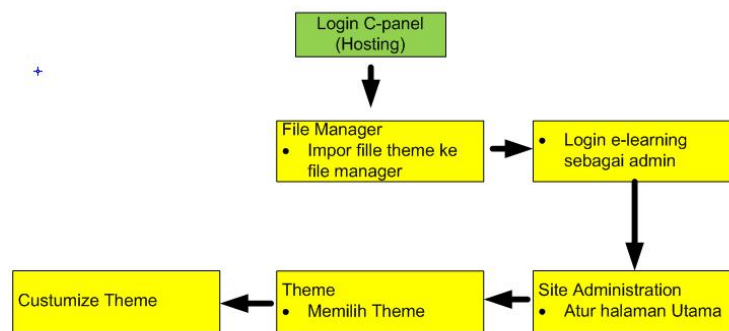 Login C-panel
(Hosting)
File Manager
• Impor fille theme ke
file manager
• Login e-learning
sebagai admin
Site Administration
• Atur halaman Utama
Theme
• Memilih Theme
Custumize Theme